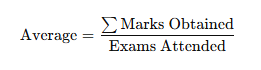 Average = ∑ Marks Obtained / Exams Attended